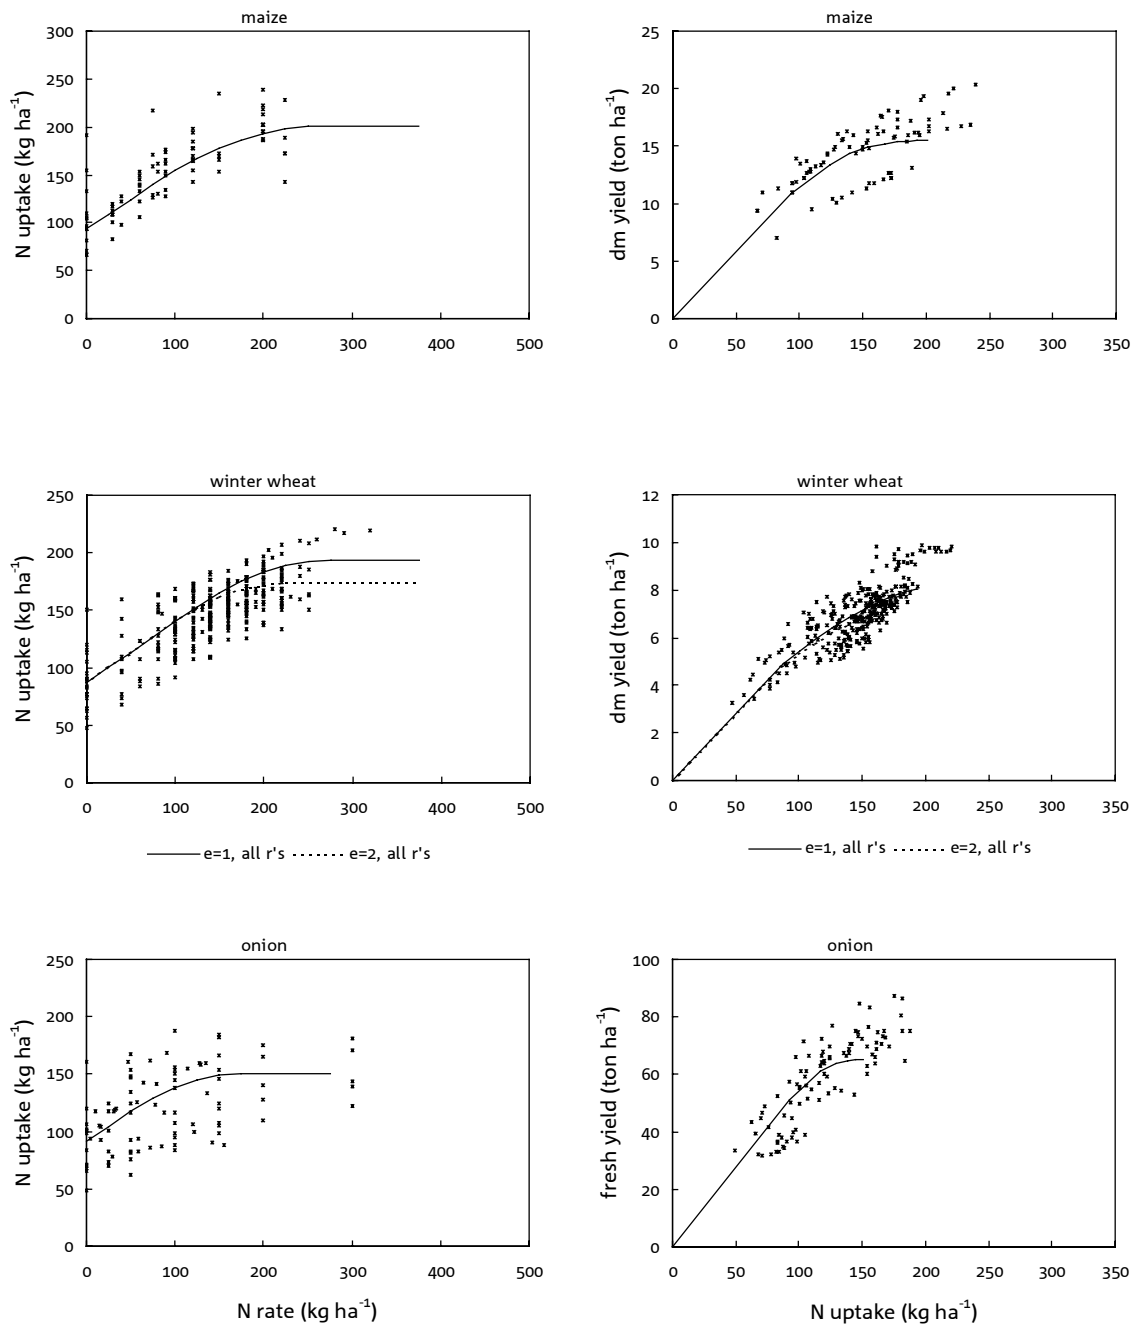 maize
maize
N uptake (kg ha-1)
300
250
200
150
100
50
0
0 100 200 300 400 500
dm yield (ton ha-1)
25
20
15
10
5
0
0 50 100 150 200 250 300 350
winter wheat
winter wheat
N uptake (kg ha-1)
250
200
150
100
50
0
0 100 200 300 400 500
e=1, all r's e=2, all r's
dm yield (ton ha-1)
12
10
8
6
4
2
0
0 50 100 150 200 250 300 350
e=1, all r's e=2, all r's
onion
onion
N uptake (kg ha-1)
250
200
150
100
50
0
0 100 200 300 400 500
N rate (kg ha-1)
fresh yield (ton ha-1)
100
80
60
40
20
0
0 50 100 150 200 250 300 350
N uptake (kg ha-1)